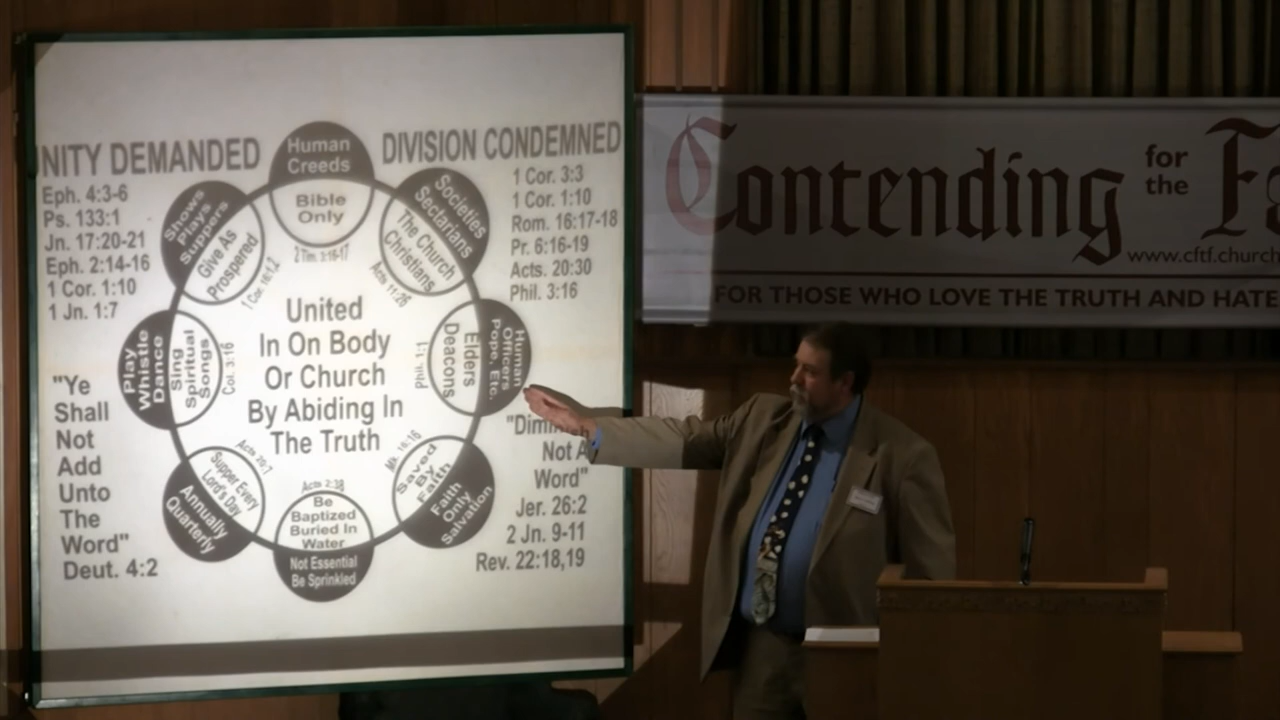 NITY DEMANDED
Eph. 4:3-6
Ps. 133:1
Jn. 17:20-21
Eph. 2:14-16
1 Cor. 1:10
1 Jn. 1:7
"Ye
Shall
Not
Add
Unto
The
Word"
Deut. 4:2
Human
Creeds
Bible
Only
2 Tim. 3:16-17
Societies
Sectarians
The Church
Christians
Acts 11:26
Human
Officers
Pope, Etc.
Elders
Deacons
Phil. 1:1
Saved
By
Faith
Mk. 16:16
Faith
Only
Salvation
Acts 2:38
Be
Baptized
Buried In
Water
Not Essential
Be Sprinkled
Acts 20:7
Supper Every
Lord's Day
Annually
Quarterly
Play
Whistle
Dance
Sing
Spiritual
Songs
Col. 3:16
Shows
Plays
Suppers
Give As
Prospered
1 Cor. 16:1,2
United
In On Body
Or Church
By Abiding In
The Truth
DIVISION CONDEMNED
1 Cor. 3:3
1 Cor. 1:10
Rom. 16:17-18
Pr. 6:16-19
Acts. 20:30
Phil. 3:16
Not A
Word"
Jer. 26:2
2 Jn. 9-11
Rev. 22:18,19
Contending for the
www.cftf.church
FOR THOSE WHO LOVE THE TRUTH AND HATE